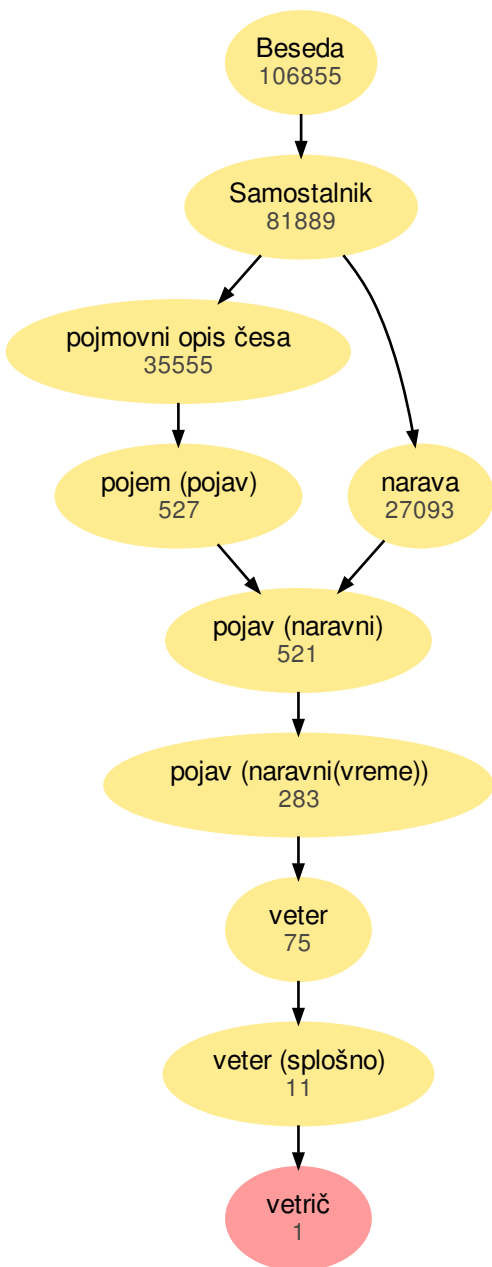 Beseda
106855
Samostalnik
81889
pojmovni opis česa
35555
pojem (pojav)
527
narava
27093
pojav (naravni)
521
pojav (naravni(vreme))
283
veter
75
veter (splošno)
11
vetrič
1